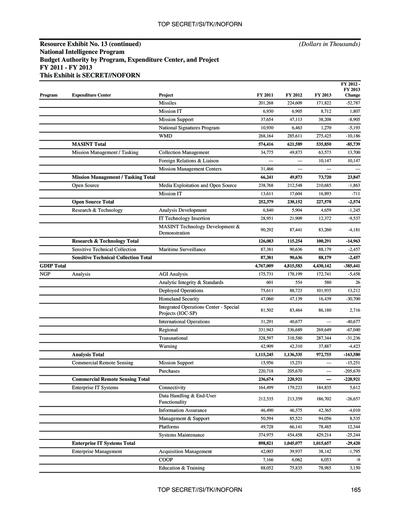 TOP SECRET//SI/TK//NOFORN
Resource Exhibit No. 13 (continued) (Dollars in Thousands)
National Intelligence Program
Budget Authority by Program, Expenditure Center, and Project
FY 2011 - FY 2013
This Exhibit is SECRET//NOFORN
FY 2012 -
FY 2013
Program Expenditure Center Project FY 2011 FY 2012 FY 2013 Change
Missiles 201,268 224,609 171,822 -52,787
Mission IT 6,930 6,905 8,712 1,807
Mission Support 37,654 47,113 38,208 -8,905
National Signatures Program 10,930 6,463 1,270 -5,193
WMD 268,164 285,611 275,425 -10,186
MASINT Total 574,416 621,589 535,850 -85,739
Mission Management / Tasking Collection Management 34,775 49,873 63,573 13,700
Foreign Relations & Liaison — — 10,147 10,147
Mission Management Centers 31,466 — — —
Mission Management / Tasking Total 66,241 49,873 73,720 23,847
Open Source Media Exploitation and Open Source 238,768 212,548 210,685 -1,863
Mission IT 13,611 17,604 16,893 -711
Open Source Total 252,379 230,152 227,578 -2,574
Research & Technology Analysis Development 6,840 5,904 4,659 -1,245
IT Technology Insertion 28,951 21,909 12,372 -9,537
MASINT Technology Development &
Demonstration 90,292 87,441 83,260 -4,181
Research & Technology Total 126,083 115,254 100,291 -14,963
Sensitive Technical Collection Maritime Surveillance 87,381 90,636 88,179 -2,457
Sensitive Technical Collection Total 87,381 90,636 88,179 -2,457
GDIP Total 4,767,009 4,815,583 4,430,142 -385,441
NGP Analysis AGI Analysis 175,731 178,199 172,741 -5,458
Analytic Integrity & Standards 601 554 580 26
Deployed Operations 75,611 88,723 101,935 13,212
Homeland Security 47,060 47,139 16,439 -30,700
Integrated Operations Center - Special
Projects (IOC-SP) 81,502 83,464 86,180 2,716
International Operations 31,291 40,677 — -40,677
Regional 331,943 336,689 269,649 -67,040
Transnational 328,597 318,580 287,344 -31,236
Warning 42,909 42,310 37,887 -4,423
Analysis Total 1,115,245 1,136,335 972,755 -163,580
Commercial Remote Sensing Mission Support 15,956 15,251 — -15,251
Purchases 220,718 205,670 — -205,670
Commercial Remote Sensing Total 236,674 220,921 — -220,921
Enterprise IT Systems Connectivity 164,499 179,223 184,835 5,612
Data Handling & End-User
Functionality 212,535 213,359 186,702 -26,657
Information Assurance 46,490 46,375 42,365 -4,010
Management & Support 50,594 85,521 94,056 8,535
Platforms 49,728 66,141 78,465 12,344
Systems Maintenance 374,975 454,458 429,214 -25,244
Enterprise IT Systems Total 898,821 1,045,077 1,015,657 -29,420
Enterprise Management Acquisition Management 42,005 39,937 38,142 -1,795
COOP 7,166 6,062 6,053 -9
Education & Training 88,052 75,835 78,985 3,150
TOP SECRET//SI/TK//NOFORN 165